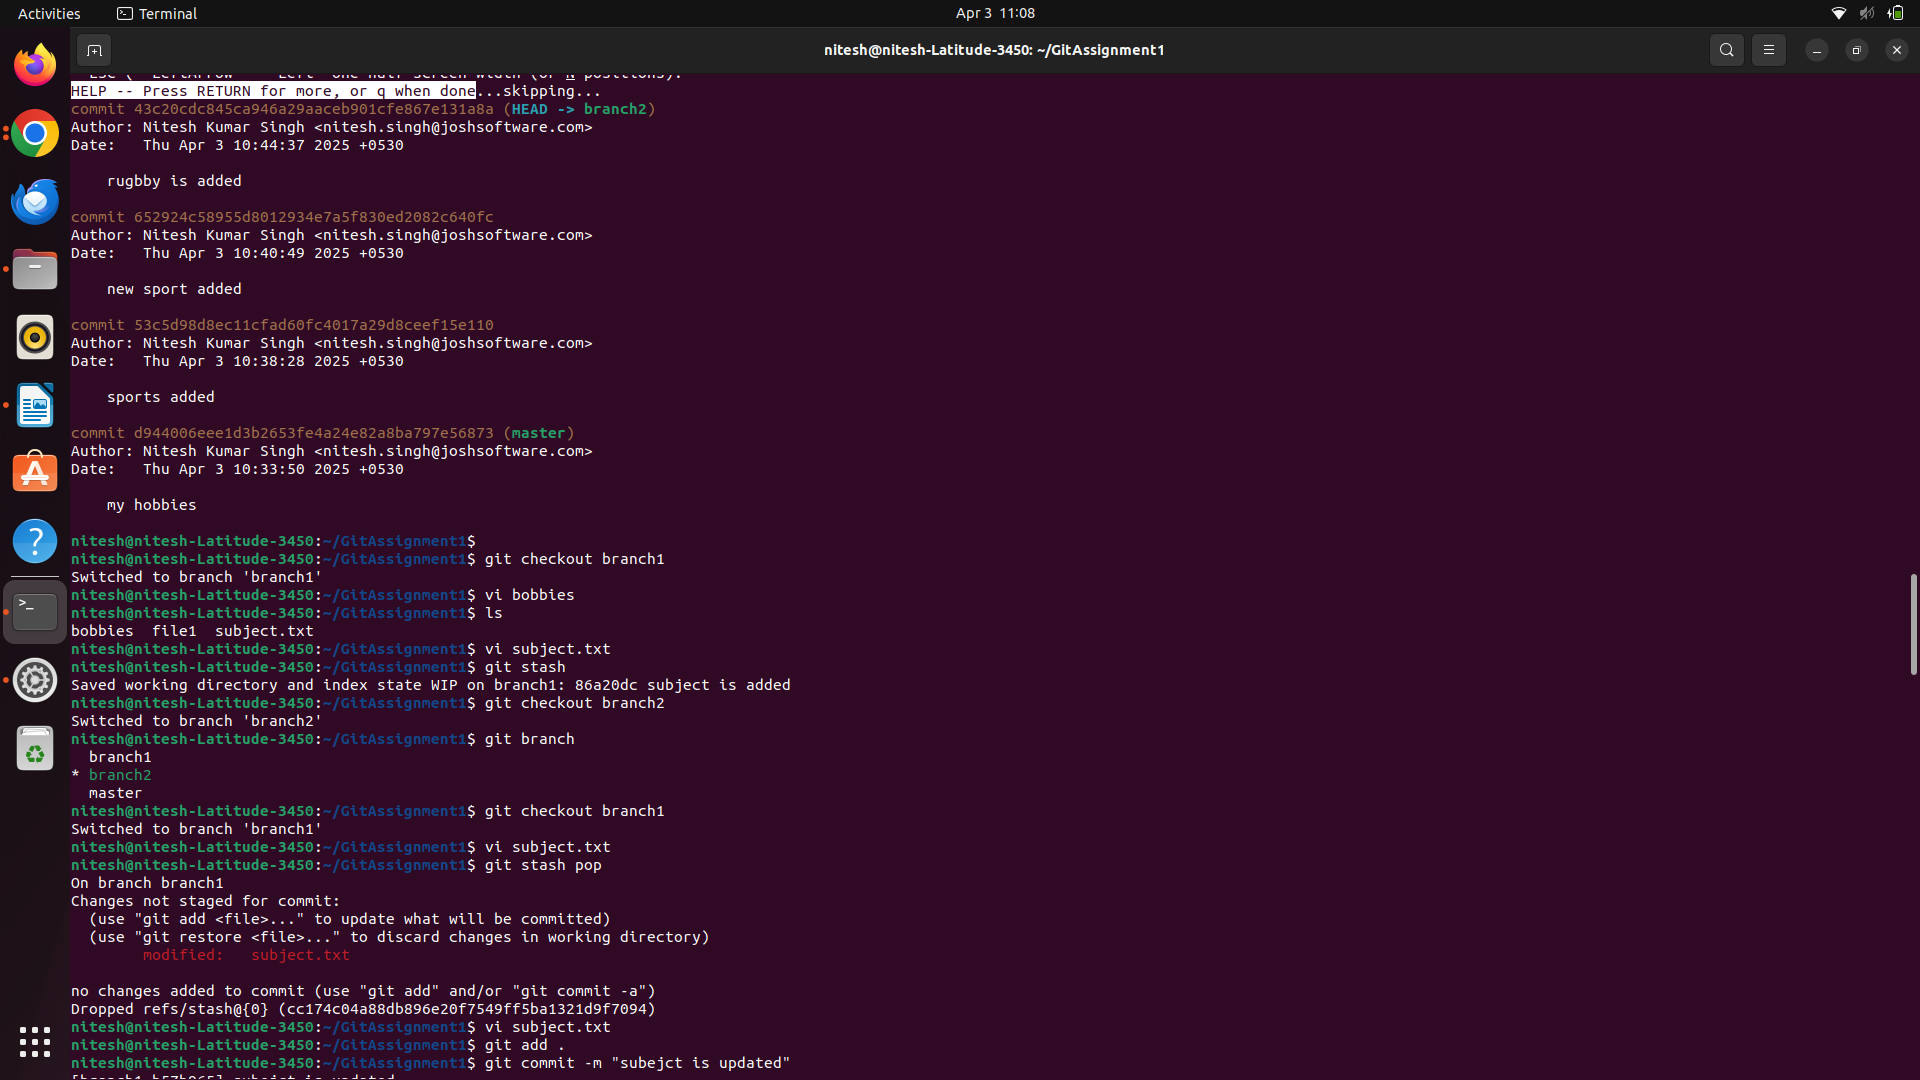 Activities
Terminal
Apr 3 11:08
nitesh@nitesh-Latitude-3450: ~/GitAssignment1
ESC ( LeftArrow Left one half screen width (or N positions).
HELP -- Press RETURN for more, or q when done...skipping...
commit 43c20cdc845ca946a29aaceb901cfe867e131a8a (HEAD -> branch2)
Author: Nitesh Kumar Singh <nitesh.singh@joshsoftware.com>
Date:   Thu Apr 3 10:44:37 2025 +0530
    rugbby is added
commit 652924c58955d8012934e7a5f830ed2082c640fc
Author: Nitesh Kumar Singh <nitesh.singh@joshsoftware.com>
Date:   Thu Apr 3 10:40:49 2025 +0530
    new sport added
commit 53c5d98d8ec11cfad60fc4017a29d8ceef15e110
Author: Nitesh Kumar Singh <nitesh.singh@joshsoftware.com>
Date:   Thu Apr 3 10:38:28 2025 +0530
    sports added
commit d944006eee1d3b2653fe4a24e82a8ba797e56873 (master)
Author: Nitesh Kumar Singh <nitesh.singh@joshsoftware.com>
Date:   Thu Apr 3 10:33:50 2025 +0530
    my hobbies
nitesh@nitesh-Latitude-3450:~/GitAssignment1$
nitesh@nitesh-Latitude-3450:~/GitAssignment1$ git checkout branch1
Switched to branch 'branch1'
nitesh@nitesh-Latitude-3450:~/GitAssignment1$ vi bobbies
nitesh@nitesh-Latitude-3450:~/GitAssignment1$ ls
bobbies  file1  subject.txt
nitesh@nitesh-Latitude-3450:~/GitAssignment1$ vi subject.txt
nitesh@nitesh-Latitude-3450:~/GitAssignment1$ git stash
Saved working directory and index state WIP on branch1: 86a20dc subject is added
nitesh@nitesh-Latitude-3450:~/GitAssignment1$ git checkout branch2
Switched to branch 'branch2'
nitesh@nitesh-Latitude-3450:~/GitAssignment1$ git branch
  branch1
* branch2
  master
nitesh@nitesh-Latitude-3450:~/GitAssignment1$ git checkout branch1
Switched to branch 'branch1'
nitesh@nitesh-Latitude-3450:~/GitAssignment1$ vi subject.txt
nitesh@nitesh-Latitude-3450:~/GitAssignment1$ git stash pop
On branch branch1
Changes not staged for commit:
  (use "git add <file>..." to update what will be committed)
  (use "git restore <file>..." to discard changes in working directory)
        modified:   subject.txt
no changes added to commit (use "git add" and/or "git commit -a")
Dropped refs/stash@{0} (cc174c04a88db896e20f7549ff5ba1321d9f7094)
nitesh@nitesh-Latitude-3450:~/GitAssignment1$ vi subject.txt
nitesh@nitesh-Latitude-3450:~/GitAssignment1$ git add .
nitesh@nitesh-Latitude-3450:~/GitAssignment1$ git commit -m "subejct is updated"